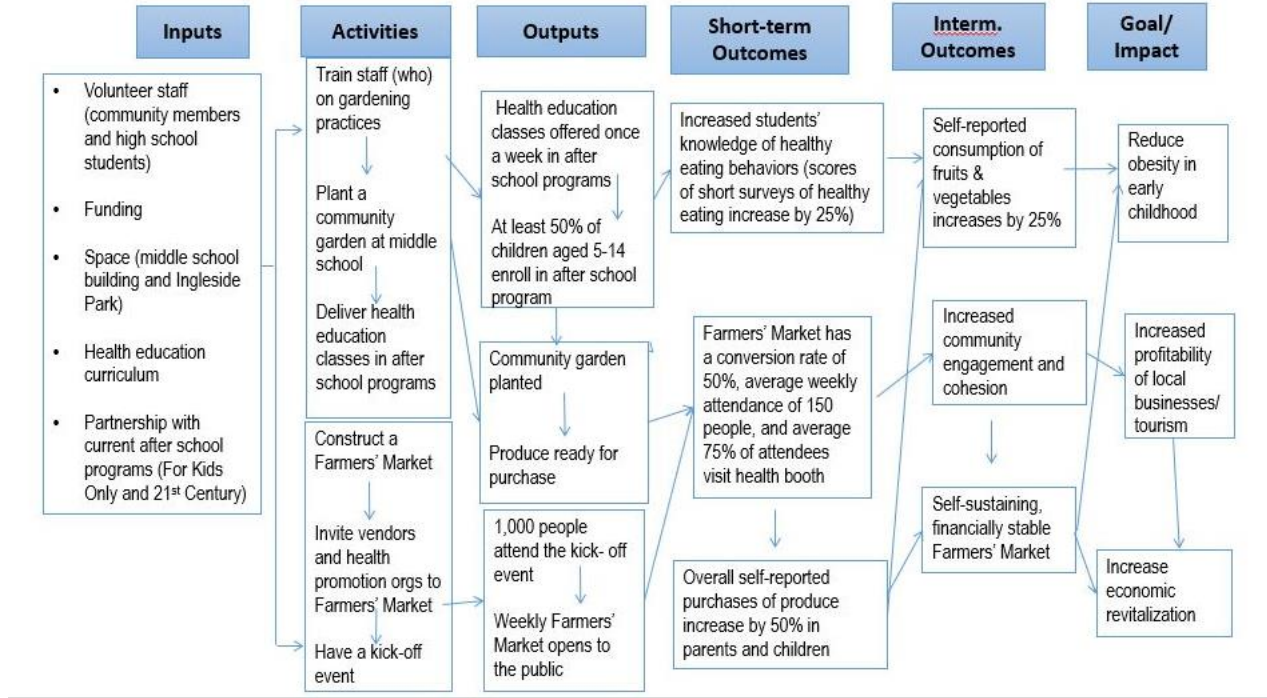 Inputs
Activities
Outputs
Short-term
Outcomes
Interm.
Outcomes
Goal/
Impact
• Volunteer staff
(community members
and high school
students)
• Funding
• Space (middle school
building and Ingleside
Park)
• Health education
curriculum
• Partnership with
current after school
programs (For Kids
Only and 21st Century)
Train staff (who)
on gardening
practices
Plant a
community
garden at middle
school
Deliver health
education
classes in after
school programs
Construct a
Farmers' Market
Invite vendors
and health
promotion orgs to
Farmers' Market
Have a kick-off
event
Health education
classes offered once
a week in after
school programs
At least 50% of
children aged 5-14
enroll in after school
program
Community garden
planted
Produce ready for
purchase
1,000 people
attend the kick- off
event
Weekly Farmers'
Market opens to
the public
Increased students'
knowledge of healthy
eating behaviors (scores
of short surveys of healthy
eating increase by 25%)
Farmers' Market has
a conversion rate of
50%, average weekly
attendance of 150
people, and average
75% of attendees
visit health booth
Overall self-reported
purchases of produce
increase by 50% in
parents and children
Self-reported
consumption of
fruits &
vegetables
increases by 25%
Increased
community
engagement and
cohesion
Self-sustaining,
financially stable
Farmers' Market
Reduce
obesity in
early
childhood
Increased
profitability
of local
businesses/
tourism
Increase
economic
revitalization